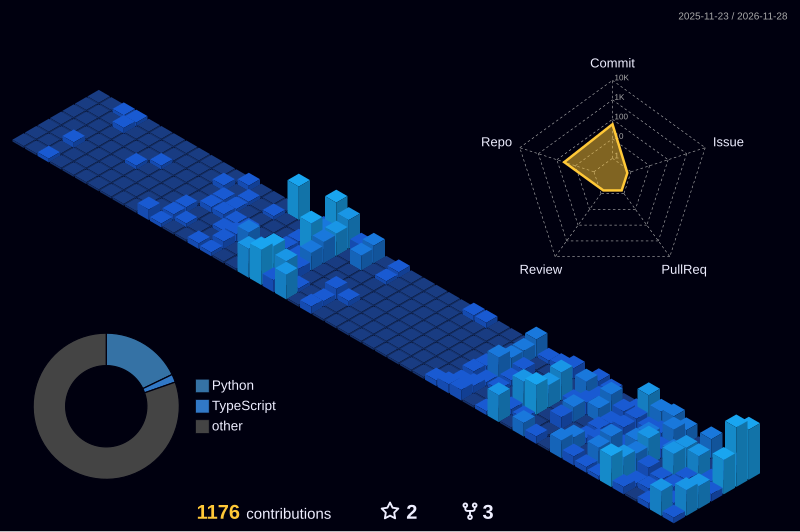 2025-11-23 / 2026-11-28
Commit
10K
1K
100
Repo
Issue
Review
PullReq
Python
TypeScript
other
1176 contributions
2
3